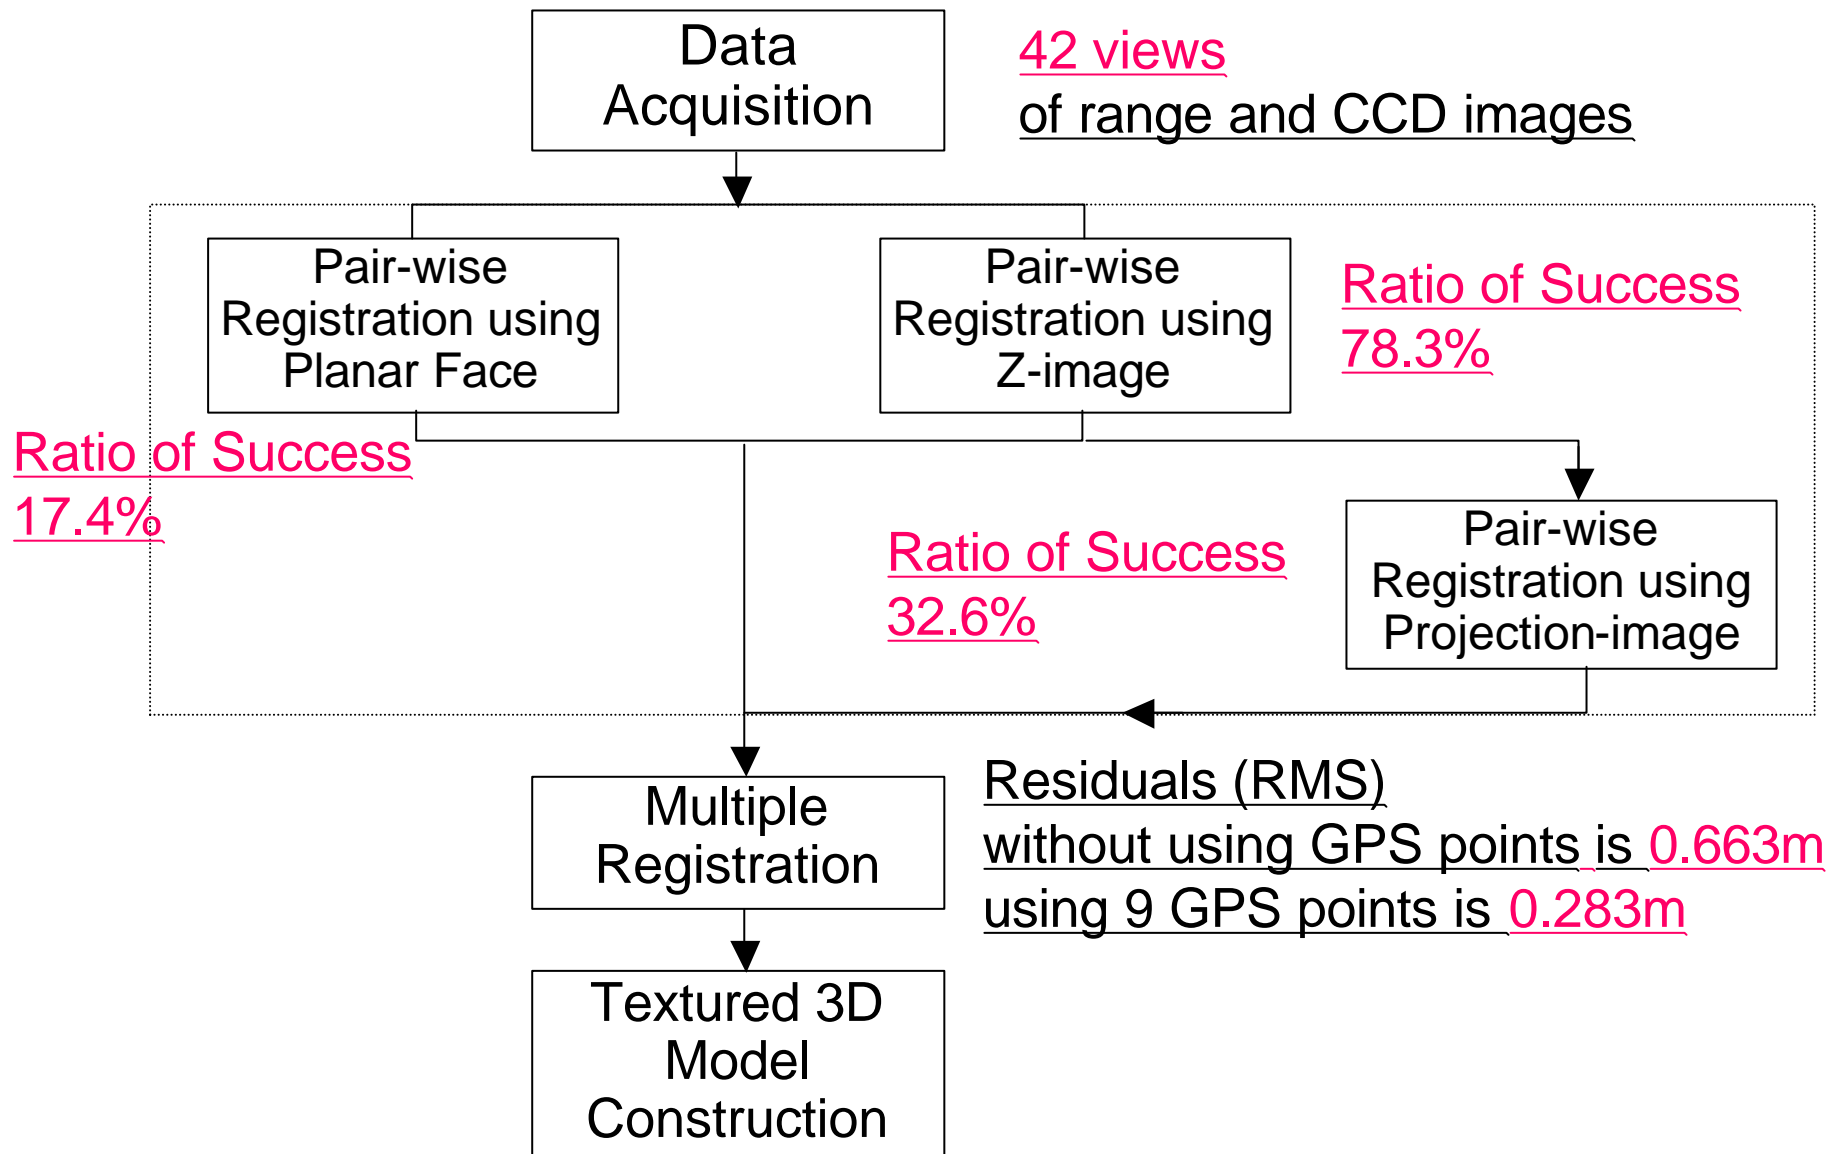 Data
Acquisition
42 views
of range and CCD images
Pair-wise
Registration using
Planar Face
Pair-wise
Registration using
Z-image
Ratio of Success
78.3%
Ratio of Success
17.4%
Ratio of Success
32.6%
Pair-wise
Registration using
Projection-image
Multiple
Registration
Residuals (RMS)
without using GPS points is 0.663m
using 9 GPS points is 0.283m
Textured 3D
Model
Construction